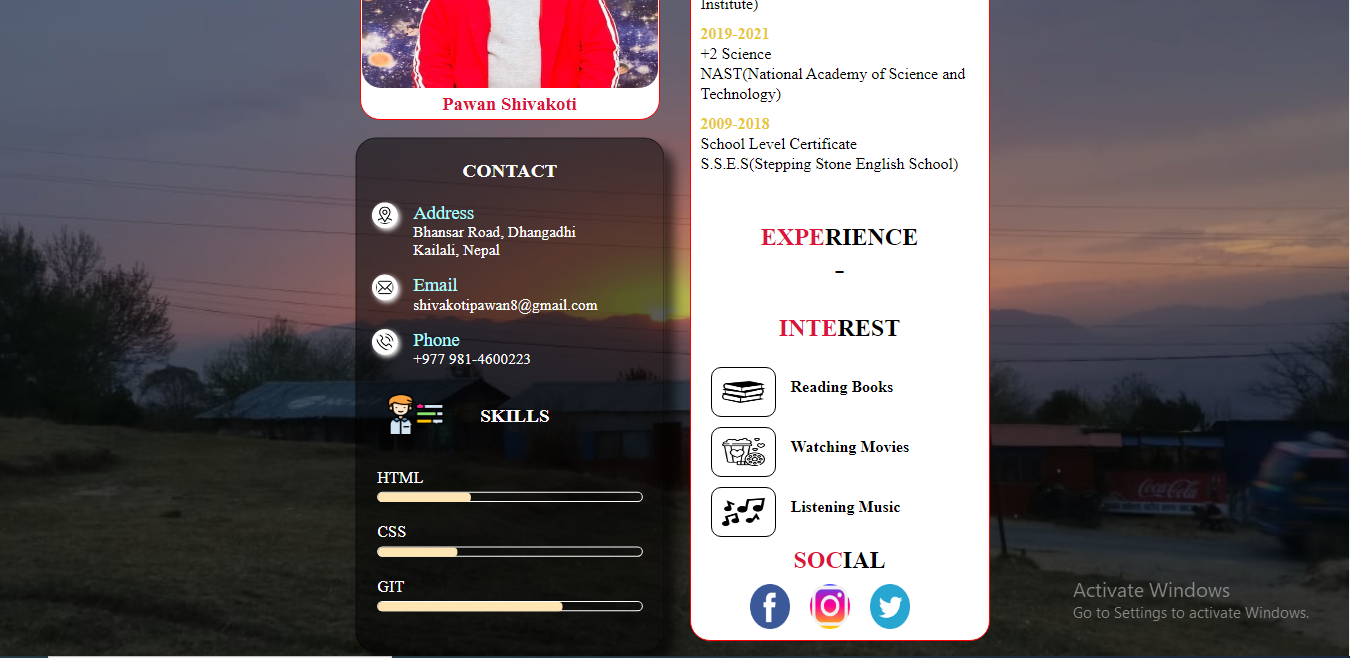 Pawan Shivakoti
CONTACT
Address
Bhansar Road, Dhangadhi
Kailali, Nepal
Email
shivakotipawan8@gmail.com
Phone
+977 981-4600223
SKILLS
HTML
CSS
GIT
Institute)
2019-2021
+2 Science
NAST(National Academy of Science and
Technology)
2009-2018
School Level Certificate
S.S.E.S(Stepping Stone English School)
EXPERIENCE
-
INTEREST
Reading Books
Watching Movies
Listening Music
SOCIAL
Coca-Cola
Activate Windows
Go to Settings to activate Windows.